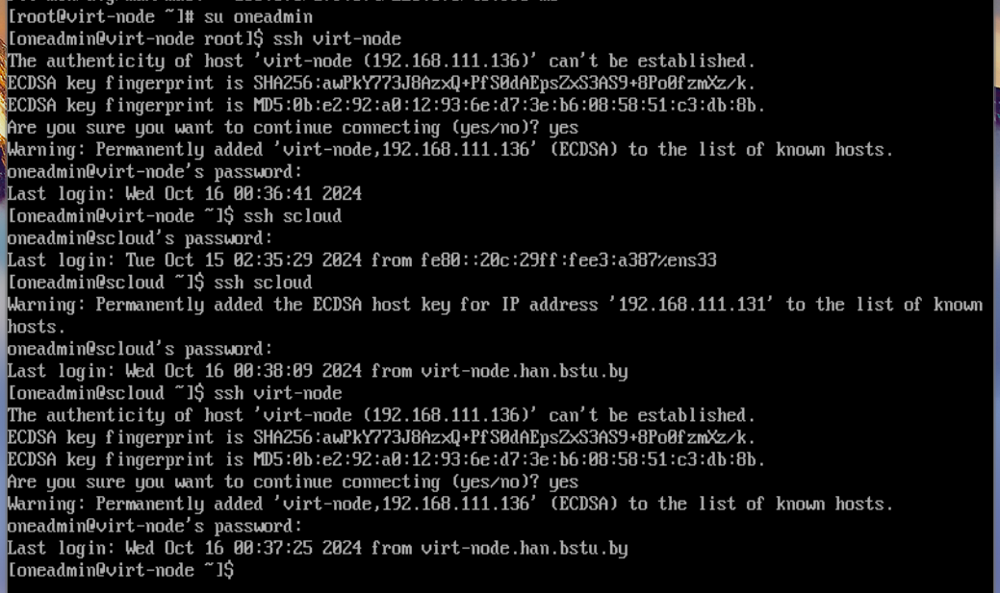 [root@virt-node ~]# su oneadmin
[oneadmin@virt-node root]$ ssh virt-node
The authenticity of host 'virt-node (192.168.111.136)' can't be established.
ECDSA key fingerprint is SHA256:awPkY773J8AzxQ+PfS0dAEpsZxS3AS9+8Po0fzmXz/k.
ECDSA key fingerprint is MD5:0b:e2:92:a0:12:93:6e:d7:3e:b6:08:58:51:c3:db:8b.
Are you sure you want to continue connecting (yes/no)? yes
Warning: Permanently added 'virt-node,192.168.111.136' (ECDSA) to the list of known hosts.
oneadmin@virt-node's password:
Last login: Wed Oct 16 00:36:41 2024
[oneadmin@virt-node ~]$ ssh scloud
oneadmin@scloud's password:
Last login: Tue Oct 15 02:35:29 2024 from fe80::20c:29ff:fee3:a387%ens33
[oneadmin@scloud ~]$ ssh scloud
Warning: Permanently added the ECDSA host key for IP address '192.168.111.131' to the list of known
hosts.
oneadmin@scloud's password:
Last login: Wed Oct 16 00:38:09 2024 from virt-node.han.bstu.by
[oneadmin@scloud ~]$ ssh virt-node
The authenticity of host 'virt-node (192.168.111.136)' can't be established.
ECDSA key fingerprint is SHA256:awPkY773J8AzxQ+PfS0dAEpsZxS3AS9+8Po0fzmXz/k.
ECDSA key fingerprint is MD5:0b:e2:92:a0:12:93:6e:d7:3e:b6:08:58:51:c3:db:8b.
Are you sure you want to continue connecting (yes/no)? yes
Warning: Permanently added 'virt-node,192.168.111.136' (ECDSA) to the list of known hosts.
oneadmin@virt-node's password:
Last login: Wed Oct 16 00:37:25 2024 from virt-node.han.bstu.by
[oneadmin@virt-node ~]$